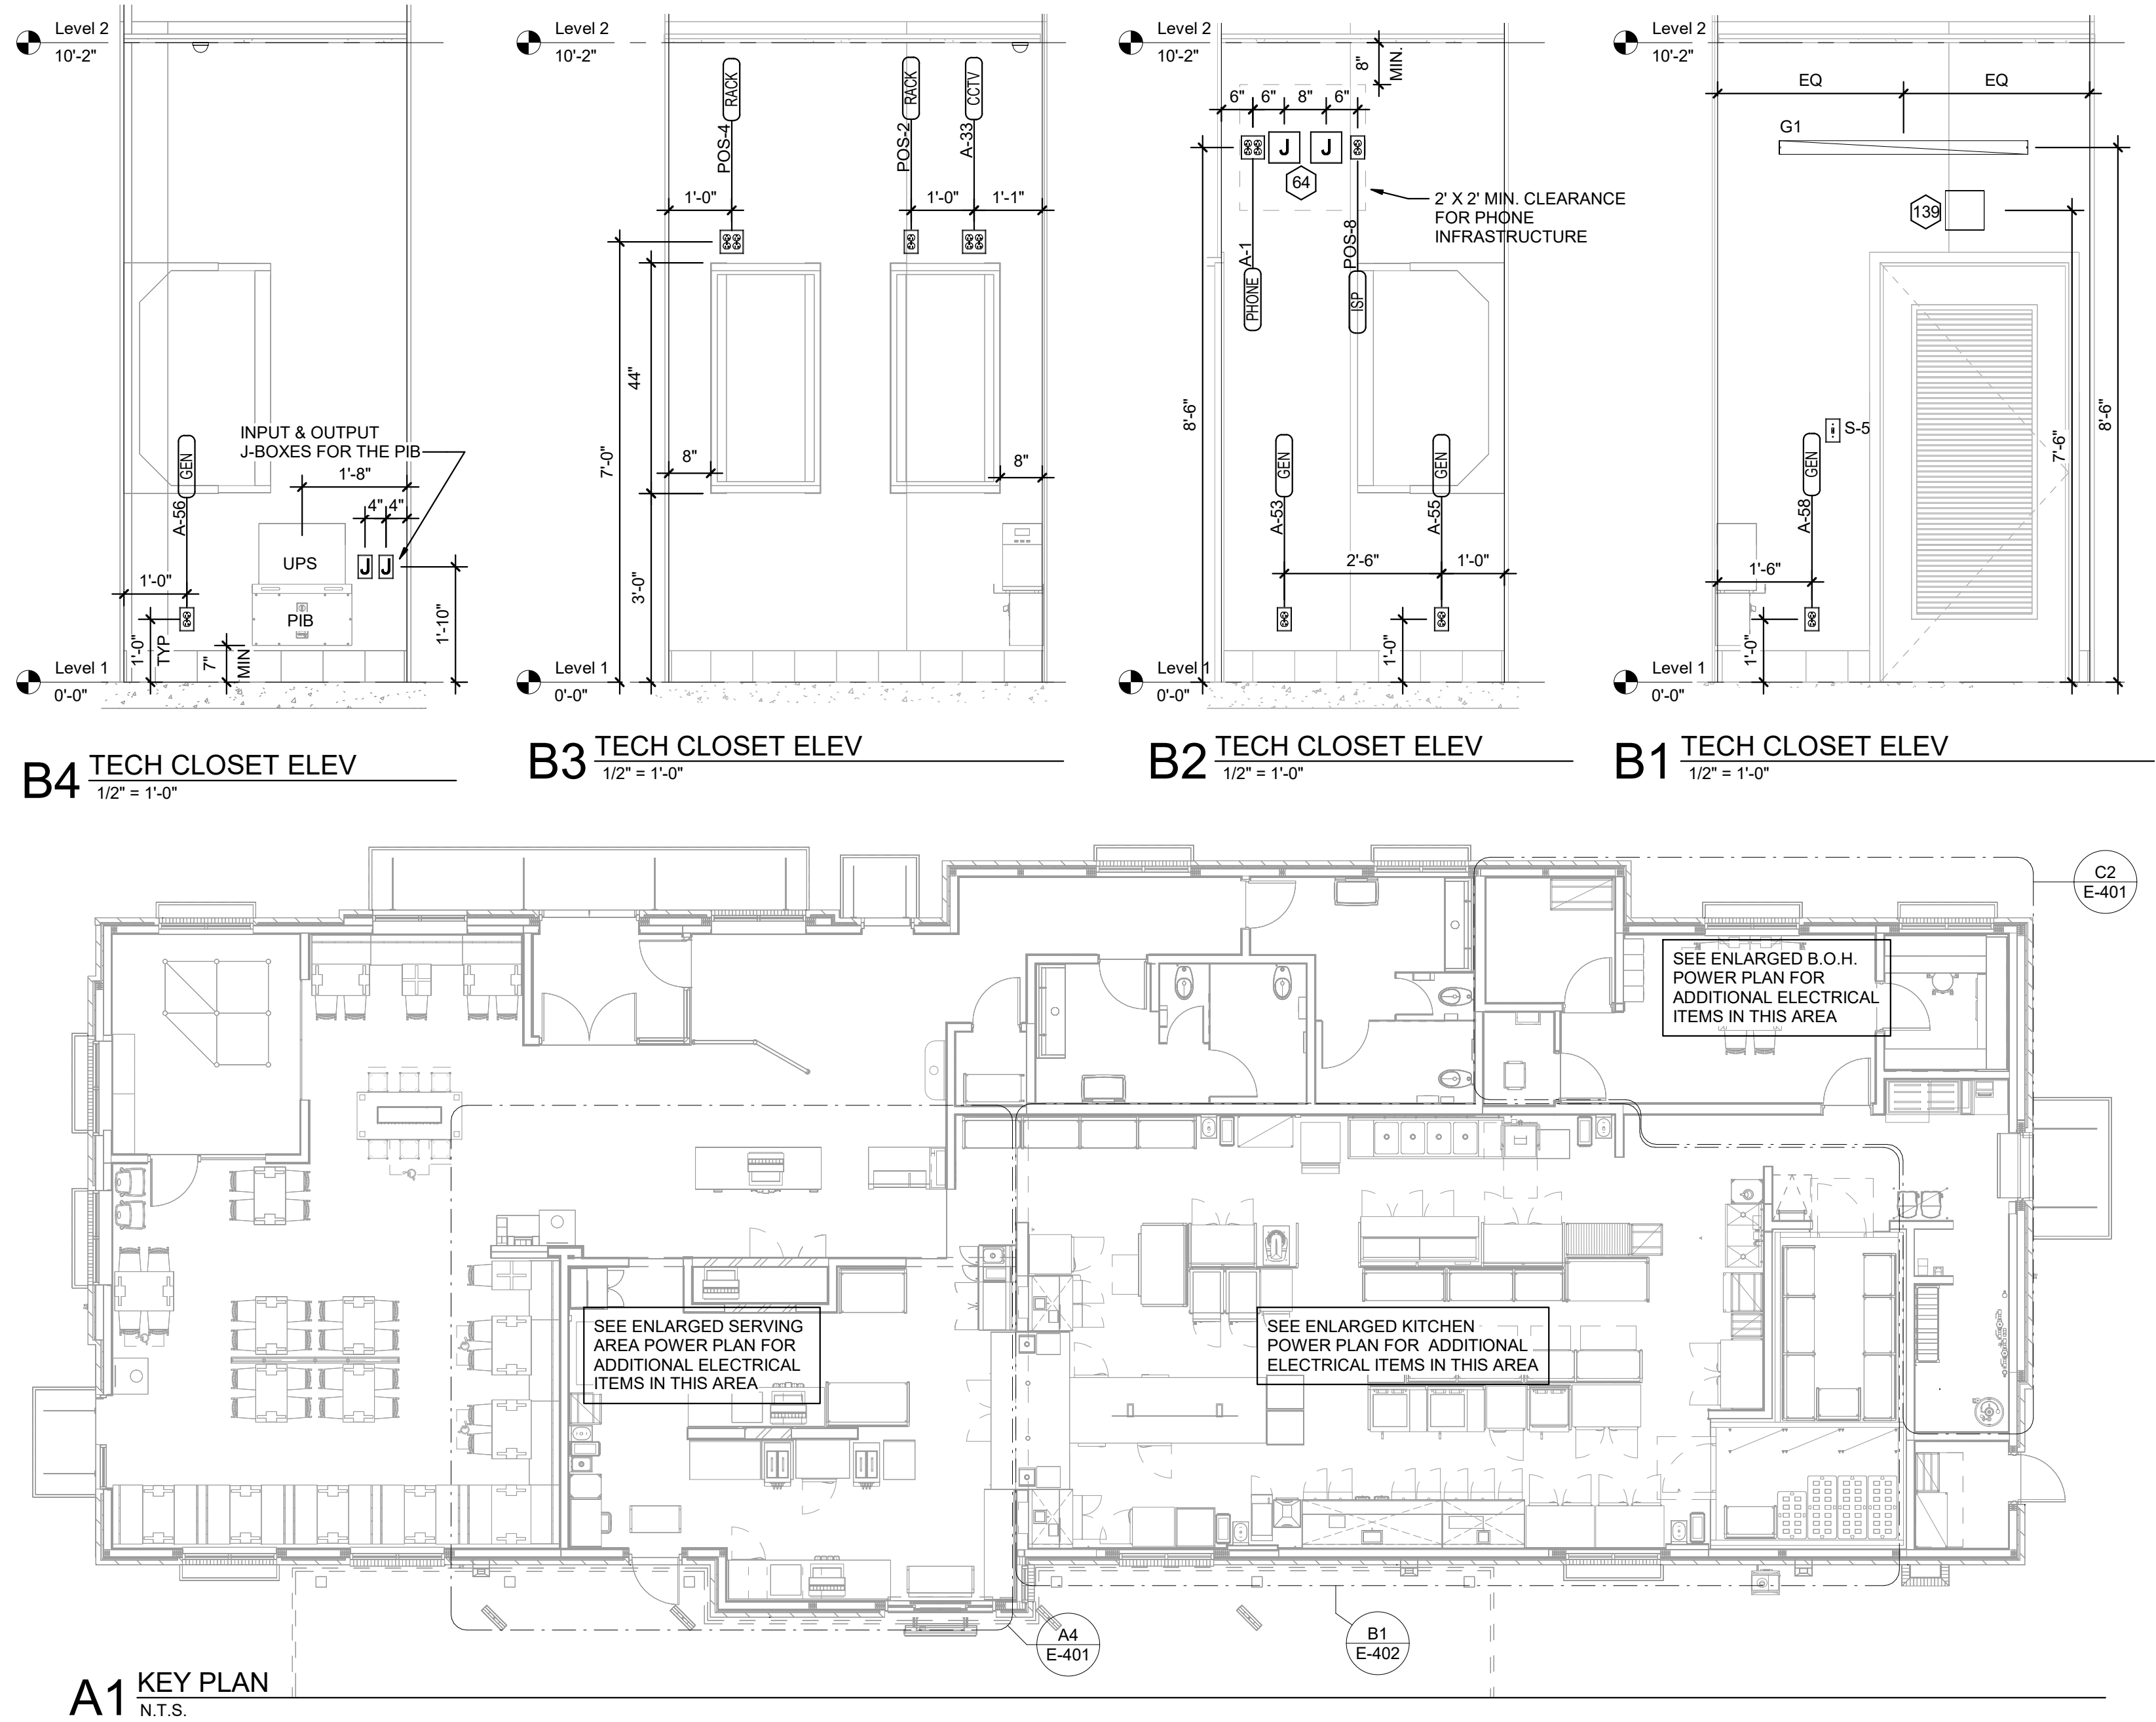 Level 2
10'-2"
GEN
A-56
INPUT & OUTPUT
J-BOXES FOR THE PIB
1'-8"
4"
4"
UPS
J
J
PIB
1'-0"
1'-0"
TYP
7"
MIN
1'-10"
Level 1
0'-0"
B4
TECH CLOSET ELEV
1/2" = 1'-0"
Level 2
10'-2"
RACK
POS-4
RACK
POS-2
CCTV
A-33
1'-0"
1'-0"
1'-1"
7'-0"
44"
8"
8"
3'-0"
Level 1
0'-0"
B3
TECH CLOSET ELEV
1/2" = 1'-0"
Level 2
10'-2"
8"
MIN.
6"
6"
8"
6"
J
J
64
2' X 2' MIN. CLEARANCE
FOR PHONE
INFRASTRUCTURE
A-1
PHONE
POS-8
ISP
8'-6"
GEN
A-53
GEN
A-55
2'-6"
1'-0"
1'-0"
Level 1
0'-0"
B2
TECH CLOSET ELEV
1/2" = 1'-0"
Level 2
10'-2"
EQ
EQ
G1
139
S-5
GEN
A-58
1'-6"
1'-0"
7'-6"
8'-6"
Level 1
0'-0"
B1
TECH CLOSET ELEV
1/2" = 1'-0"
C2
E-401
SEE ENLARGED B.O.H.
POWER PLAN FOR
ADDITIONAL ELECTRICAL
ITEMS IN THIS AREA
SEE ENLARGED SERVING
AREA POWER PLAN FOR
ADDITIONAL ELECTRICAL
ITEMS IN THIS AREA
SEE ENLARGED KITCHEN
POWER PLAN FOR ADDITIONAL
ELECTRICAL ITEMS IN THIS AREA
A4
E-401
B1
E-402
A1
KEY PLAN
N.T.S.